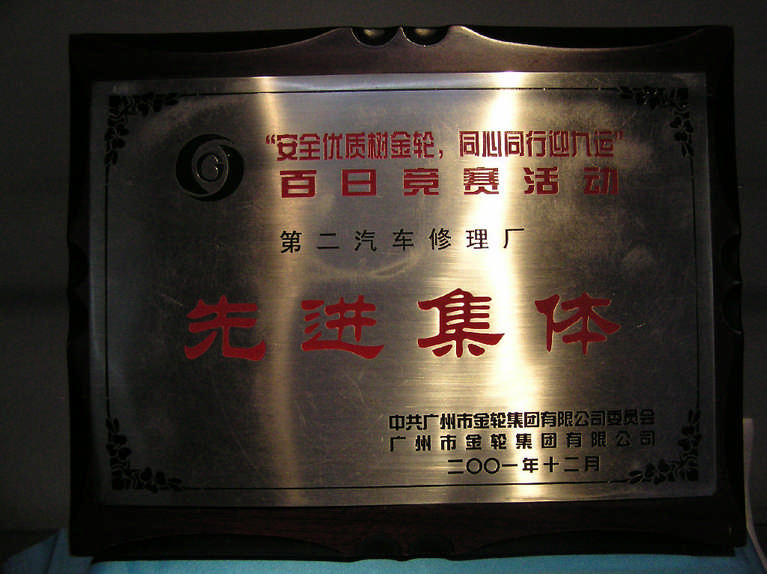 “安全优质树金轮，同心同行迎九运”
百日竞赛活动
第二汽车修理厂
先进集体
中共广州市金轮集团有限公司委员会
广州市金轮集团有限公司
二〇〇一年十二月